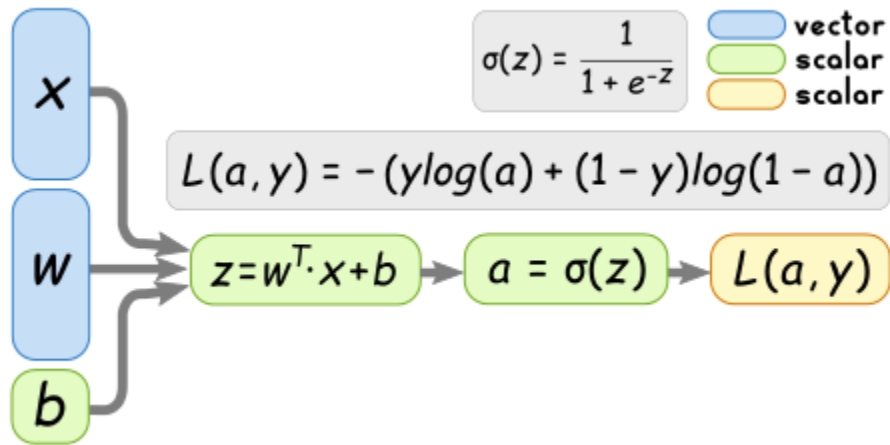 x
σ(z) = 1 / (1 + e^-z)
vector
scalar
scalar
L(a, y) = -(ylog(a) + (1 - y)log(1 - a))
w
z=w^T·x+b
a = σ(z)
L(a, y)
b